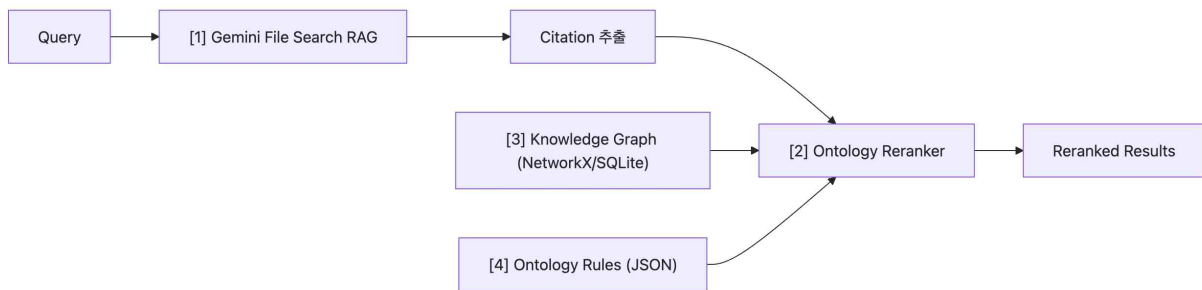 Query
[1] Gemini File Search RAG
Citation 추출
[3] Knowledge Graph
(NetworkX/SQLite)
[2] Ontology Reranker
Reranked Results
[4] Ontology Rules (JSON)